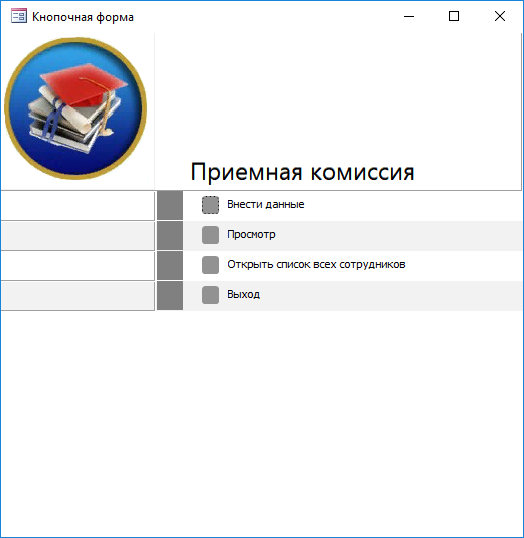 Кнопочная форма
Приемная комиссия
Внести данные
Просмотр
Открыть список всех сотрудников
Выход